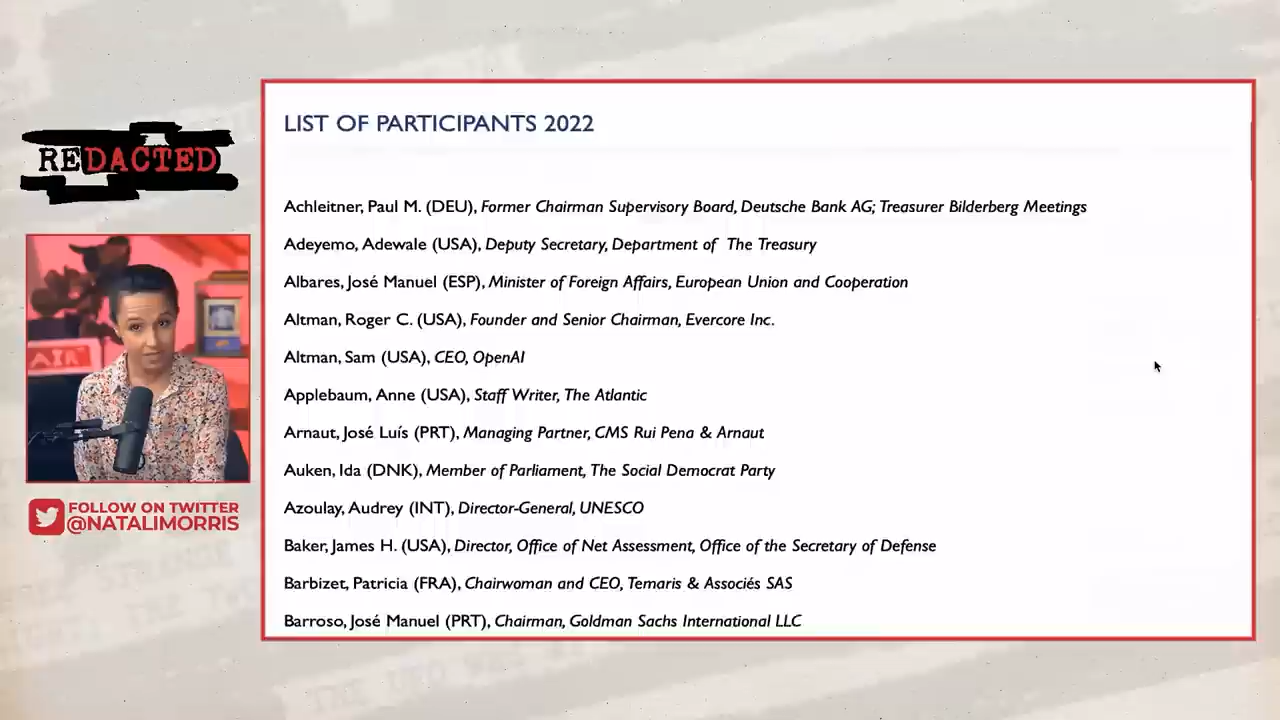 REDACTED
AIR
FOLLOW ON TWITTER
@NATALIMORRIS
LIST OF PARTICIPANTS 2022
Achleitner, Paul M. (DEU), Former Chairman Supervisory Board, Deutsche Bank AG; Treasurer Bilderberg Meetings
Adeyemo, Adewale (USA), Deputy Secretary, Department of The Treasury
Albares, José Manuel (ESP), Minister of Foreign Affairs, European Union and Cooperation
Altman, Roger C. (USA), Founder and Senior Chairman, Evercore Inc.
Altman, Sam (USA), CEO, OpenAI
Applebaum, Anne (USA), Staff Writer, The Atlantic
Arnaut, José Luís (PRT), Managing Partner, CMS Rui Pena & Arnaut
Auken, Ida (DNK), Member of Parliament, The Social Democrat Party
Azoulay, Audrey (INT), Director-General, UNESCO
Baker, James H. (USA), Director, Office of Net Assessment, Office of the Secretary of Defense
Barbizet, Patricia (FRA), Chairwoman and CEO, Temaris & Associés SAS
Barroso, José Manuel (PRT), Chairman, Goldman Sachs International LLC